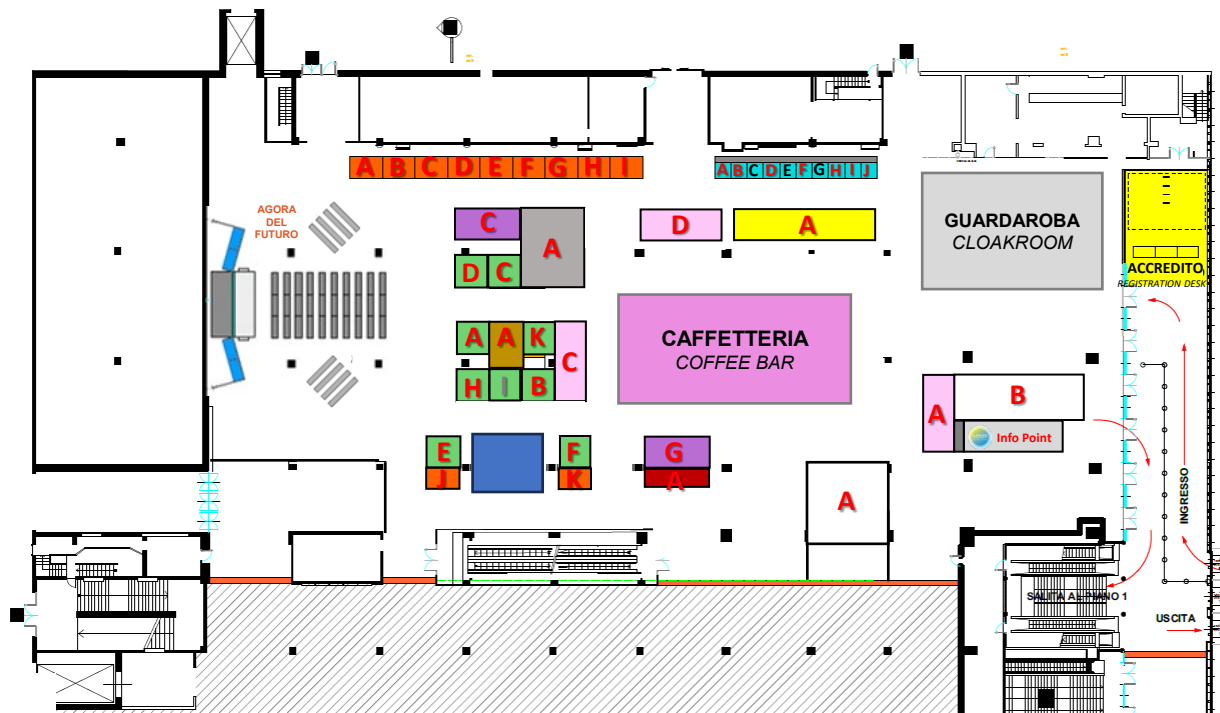 A B C D E F G H I
A B C D E F G H I J
AGORA
DEL
FUTURO
C
A
D
A
GUARDAROBA
CLOAKROOM
ACCREDITO
REGISTRATION DESK
D C
A A K
C
H I B
CAFFETTERIA
COFFEE BAR
A
B
Info Point
E
F
G
J
K
A
A
INGRESSO
SALITA AL PIANO 1
USCITA